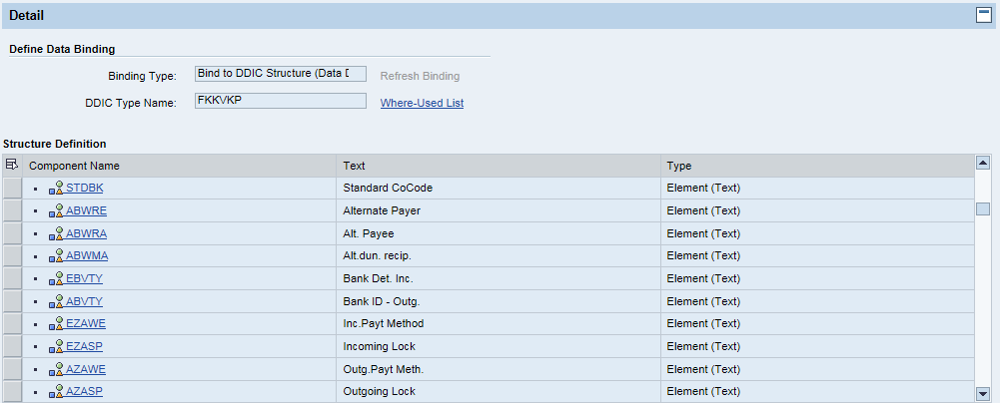 Detail
Define Data Binding
Binding Type: Bind to DDIC Structure (Data D Refresh Binding
DDIC Type Name: FKKVKP Where-Used List
Structure Definition
Component Name Text Type
STDBK Standard CoCode Element (Text)
ABWRE Alternate Payer Element (Text)
ABWRA Alt. Payee Element (Text)
ABWMA Alt.dun. recip. Element (Text)
EBVTY Bank Det. Inc. Element (Text)
ABVTY Bank ID - Outg. Element (Text)
EZAWE Inc.Payt Method Element (Text)
EZASP Incoming Lock Element (Text)
AZAWE Outg.Payt Meth. Element (Text)
AZASP Outgoing Lock Element (Text)